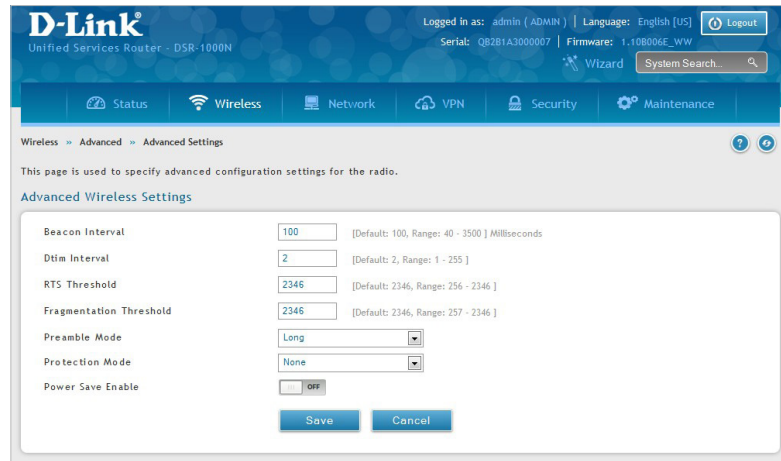 D-Link
Unified Services Router - DSR-1000N
Logged in as: admin ( ADMIN ) | Language: English [US]
Logout
Serial: QB2B1A3000007 | Firmware: 1.10B006E_WW
Wizard
System Search...
Status
Wireless
Network
VPN
Security
Maintenance
Wireless » Advanced » Advanced Settings
?
This page is used to specify advanced configuration settings for the radio.
Advanced Wireless Settings
Beacon Interval 100 [Default: 100, Range: 40 - 3500 ] Milliseconds
Dtim Interval 2 [Default: 2, Range: 1 - 255 ]
RTS Threshold 2346 [Default: 2346, Range: 256 - 2346 ]
Fragmentation Threshold 2346 [Default: 2346, Range: 257 - 2346 ]
Preamble Mode Long
Protection Mode None
Power Save Enable OFF
Save Cancel